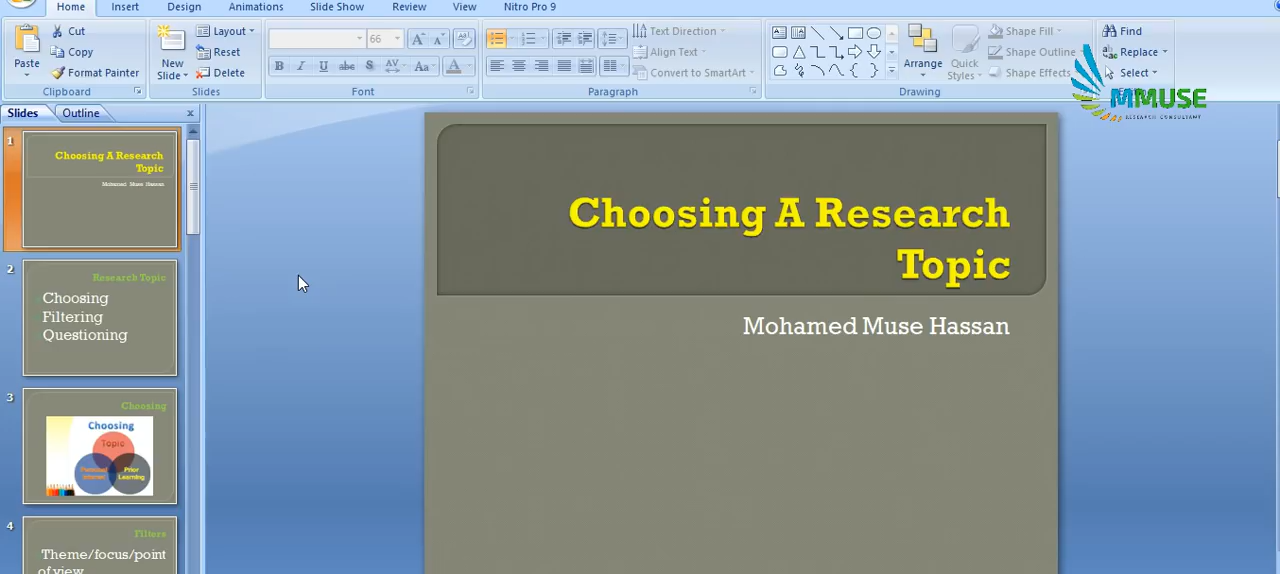 Home Insert Design Animations Slide Show Review View Nitro Pro 9
Paste
Cut
Copy
Format Painter
Clipboard
New
Slide
Layout
Reset
Delete
Slides
66
Font
Paragraph
Text Direction
Align Text
Convert to SmartArt
Arrange
Quick
Styles
Shape Fill
Shape Outline
Shape Effects
Drawing
Find
Replace
Select
MMUSE
RESEARCH CONSULTANT
Slides Outline
1
Choosing A Research
Topic
Mohamed Muse Hassan
2
Research Topic
Choosing
Filtering
Questioning
3
Choosing
Choosing
Topic
Prior
Learning
4
Filters
Theme/focus/point
of view
Choosing A Research
Topic
Mohamed Muse Hassan